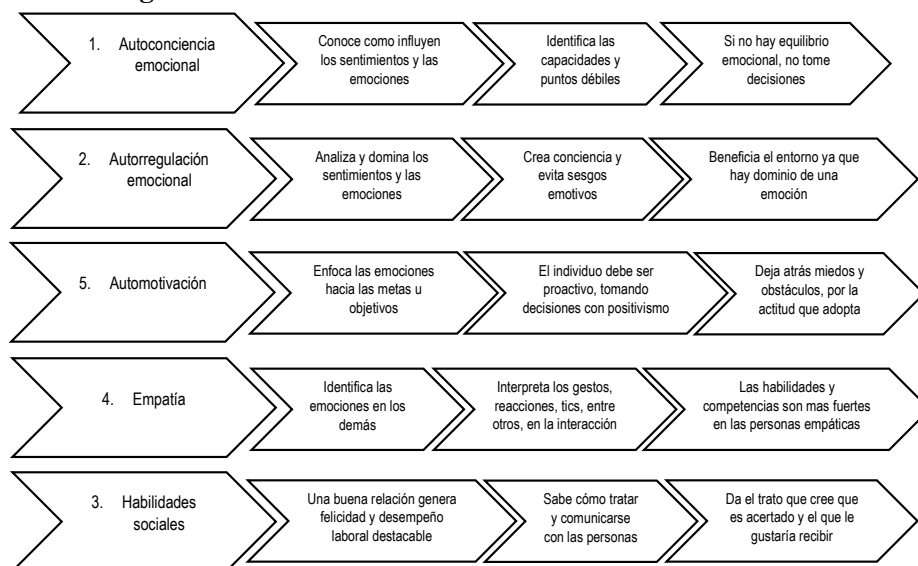 1. Autoconciencia
emocional
Conoce como influyen
los sentimientos y las
emociones
Identifica las
capacidades y
puntos débiles
Si no hay equilibrio
emocional, no tome
decisiones
2. Autorregulación
emocional
Analiza y domina los
sentimientos y las
emociones
Crea conciencia y
evita sesgos
emotivos
Beneficia el entorno ya que
hay dominio de una
emoción
5. Automotivación
Enfoca las emociones
hacia las metas u
objetivos
El individuo debe ser
proactivo, tomando
decisiones con positivismo
Deja atrás miedos y
obstáculos, por la
actitud que adopta
4. Empatía
Identifica las
emociones en los
demás
Interpreta los gestos,
reacciones, tics, entre
otros, en la interacción
Las habilidades y
competencias son mas fuertes
en las personas empáticas
3. Habilidades
sociales
Una buena relación genera
felicidad y desempeño
laboral destacable
Sabe cómo tratar
y comunicarse
con las personas
Da el trato que cree que
es acertado y el que le
gustaría recibir